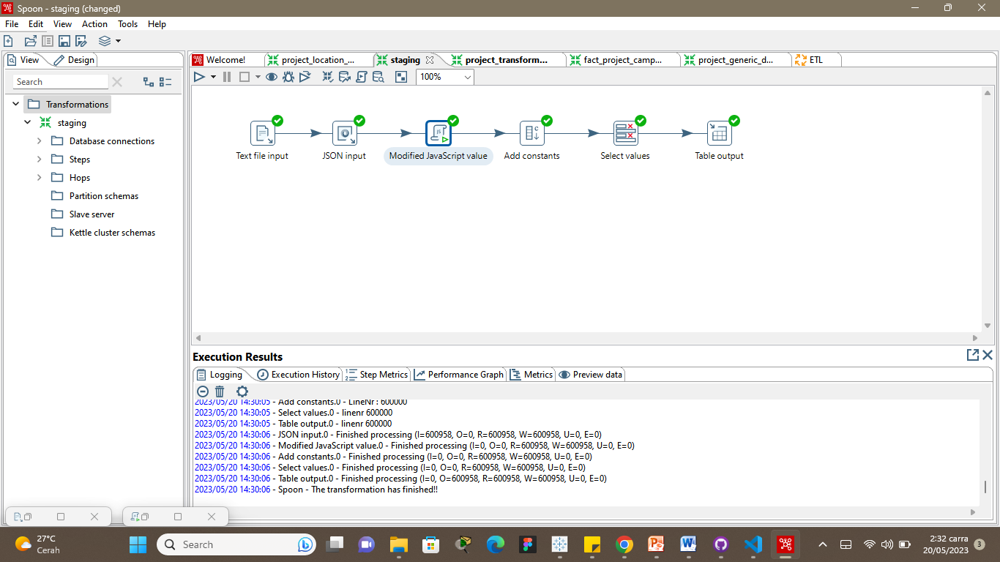 Spoon - staging (changed)
File Edit View Action Tools Help
View Design
Welcome! project_location_... staging project_transform... fact_project_camp... project_generic_d... ETL
Search
100%
Transformations
staging
Database connections
Steps
Hops
Partition schemas
Slave server
Kettle cluster schemas
Text file input JSON input Modified JavaScript value Add constants Select values Table output
Execution Results
Logging Execution History Step Metrics Performance Graph Metrics Preview data
2023/05/20 14:30:05 - Add constants.0 - LineNr : 600000
2023/05/20 14:30:05 - Select values.0 - linenr 600000
2023/05/20 14:30:05 - Table output.0 - linenr 600000
2023/05/20 14:30:06 - JSON input.0 - Finished processing (I=600958, O=0, R=600958, W=600958, U=0, E=0)
2023/05/20 14:30:06 - Modified JavaScript value.0 - Finished processing (I=0, O=0, R=600958, W=600958, U=0, E=0)
2023/05/20 14:30:06 - Add constants.0 - Finished processing (I=0, O=0, R=600958, W=600958, U=0, E=0)
2023/05/20 14:30:06 - Select values.0 - Finished processing (I=0, O=0, R=600958, W=600958, U=0, E=0)
2023/05/20 14:30:06 - Table output.0 - Finished processing (I=0, O=600958, R=600958, W=600958, U=0, E=0)
2023/05/20 14:30:06 - Spoon - The transformation has finished!!
27°C
Cerah
Search
2:32 carra
20/05/2023
3